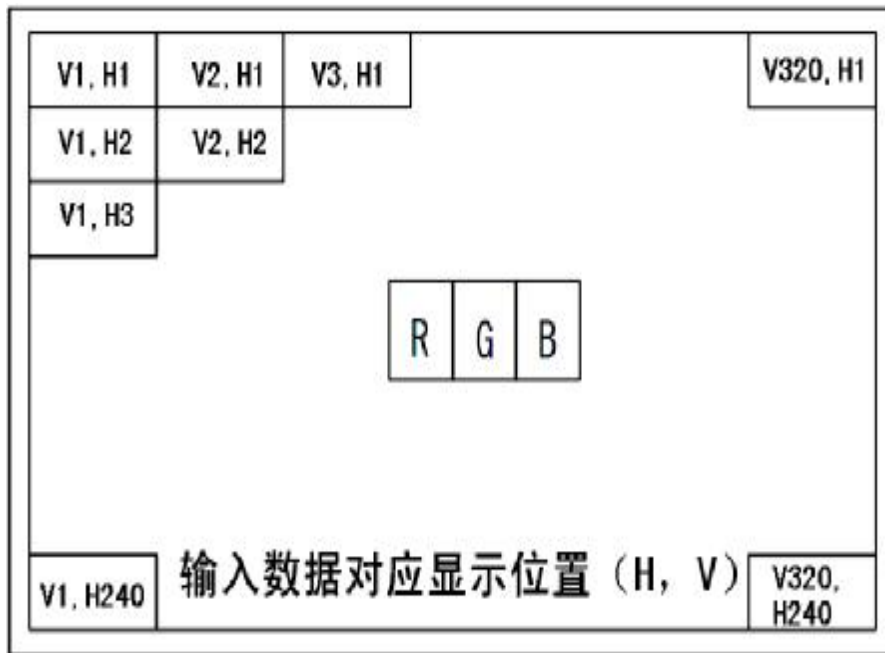 V1, H1 V2, H1 V3, H1 V320, H1
V1, H2 V2, H2
V1, H3
R G B
输入数据对应显示位置（H，V）
V1, H240 V320,
H240